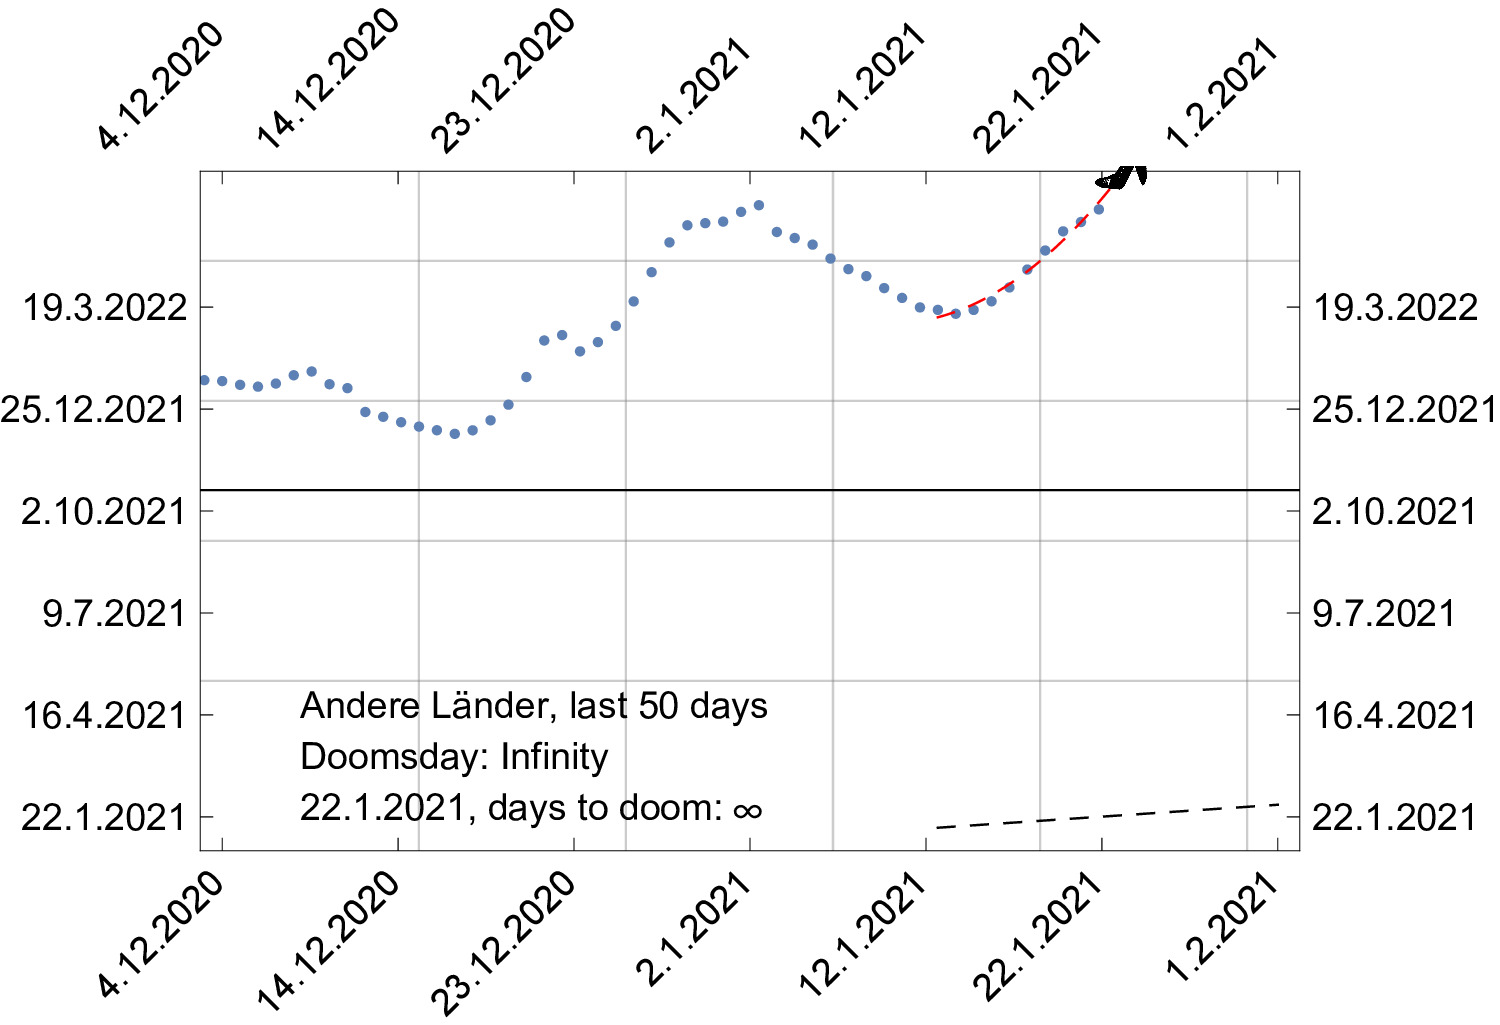 4.12.2020 14.12.2020 23.12.2020 2.1.2021 12.1.2021 22.1.2021 1.2.2021
19.3.2022 19.3.2022
25.12.2021 25.12.2021
2.10.2021 2.10.2021
9.7.2021 9.7.2021
16.4.2021 16.4.2021
22.1.2021 22.1.2021
Andere Länder, last 50 days
Doomsday: Infinity
22.1.2021, days to doom: ∞
4.12.2020 14.12.2020 23.12.2020 2.1.2021 12.1.2021 22.1.2021 1.2.2021